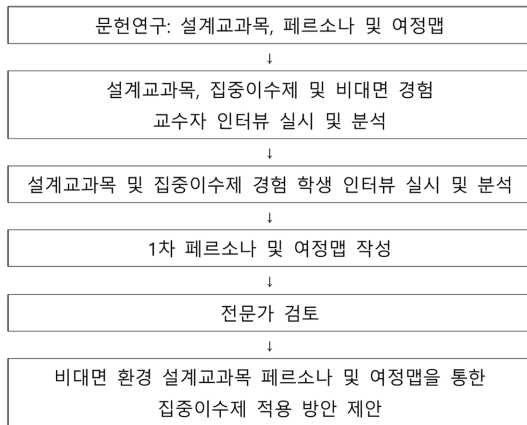 문헌연구: 설계교과목, 페르소나 및 여정맵
↓
설계교과목, 집중이수제 및 비대면 경험
교수자 인터뷰 실시 및 분석
↓
설계교과목 및 집중이수제 경험 학생 인터뷰 실시 및 분석
↓
1차 페르소나 및 여정맵 작성
↓
전문가 검토
↓
비대면 환경 설계교과목 페르소나 및 여정맵을 통한
집중이수제 적용 방안 제안